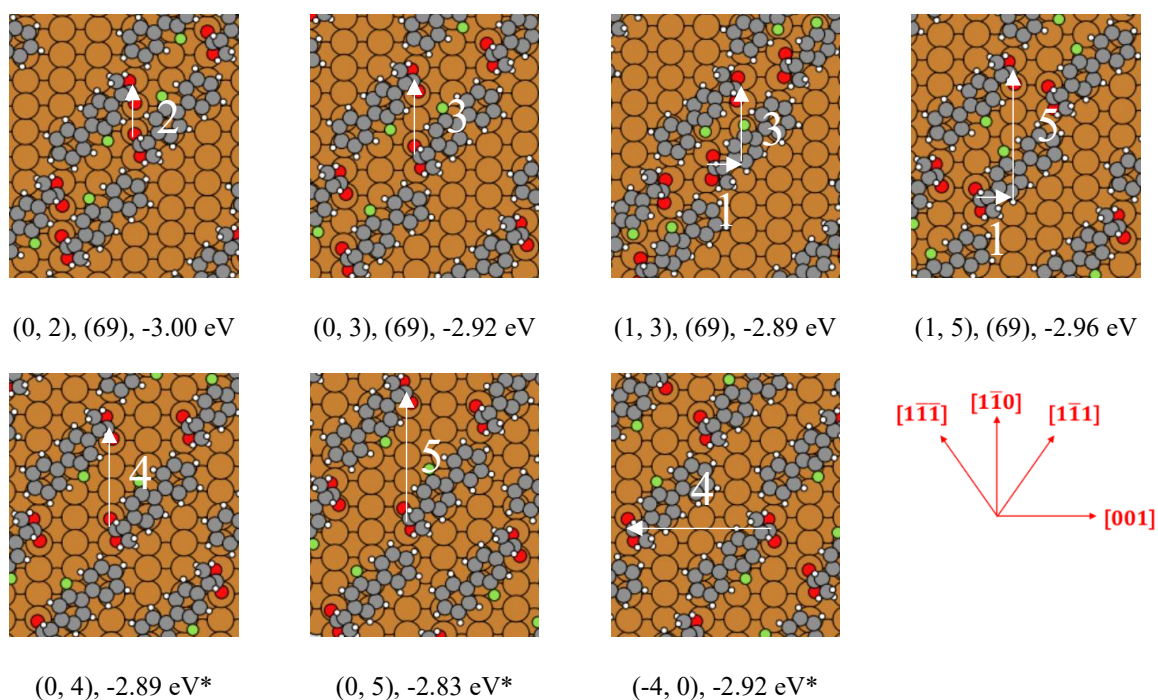 2
3
3
1
5
1
(0, 2), (69), -3.00 eV
(0, 3), (69), -2.92 eV
(1, 3), (69), -2.89 eV
(1, 5), (69), -2.96 eV
4
5
4
[11̅1̅]
[11̅0]
[11̅1]
[001]
(0, 4), -2.89 eV*
(0, 5), -2.83 eV*
(-4, 0), -2.92 eV*